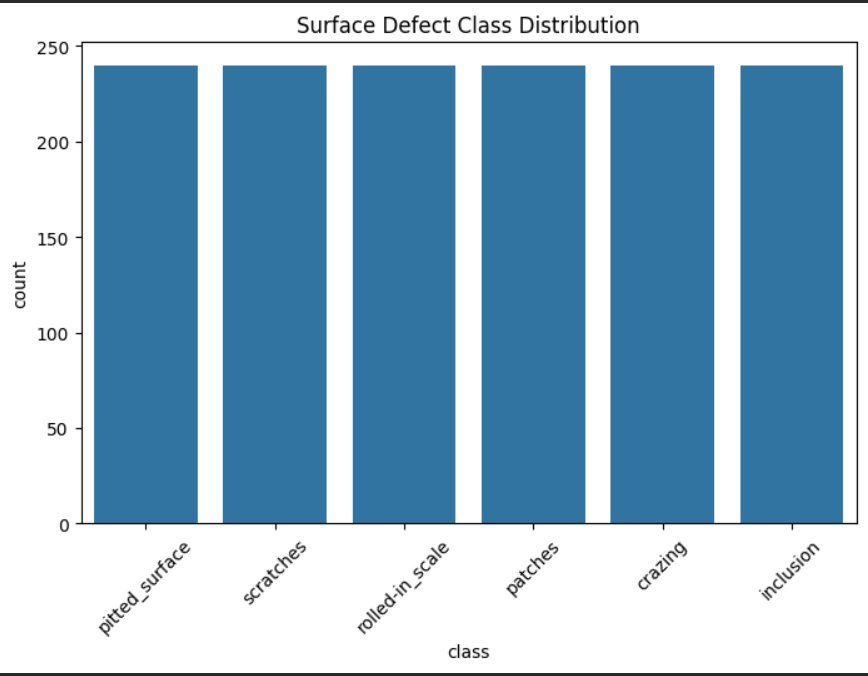 Surface Defect Class Distribution
250
200
150
100
50
0
count
pitted_surface
scratches
rolled-in_scale
patches
crazing
inclusion
class